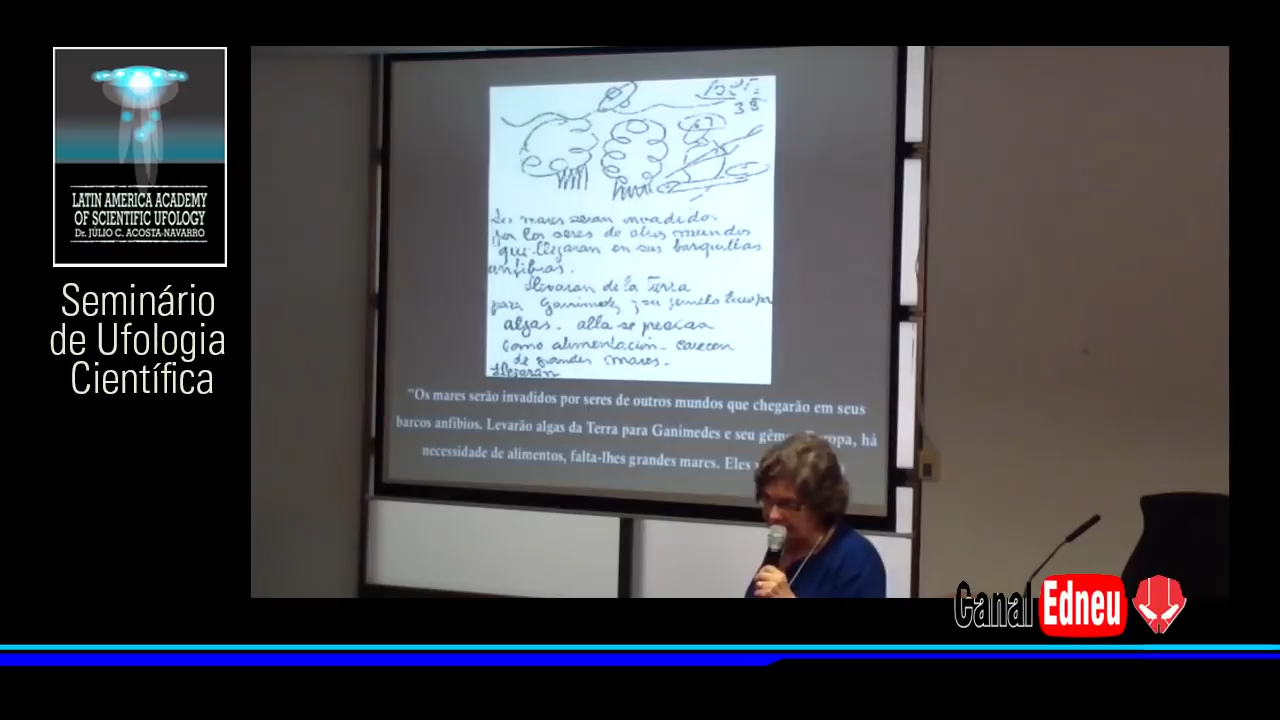 LATIN AMERICA ACADEMY
OF SCIENTIFIC UFOLOGY
Dr. JÚLIO C. ACOSTA-NAVARRO
Seminário
de Ufologia
Científica
38
Los mares seran invadidos
por los seres de otros mundos
que llegaran en sus barquillas
anfibias.
Llevaran de la Tierra
para Ganimedes y su gemelo
algas. alla se precisan
como alimentacion. carecen
de grandes mares.
Llegaran
"Os mares serão invadidos por seres de outros mundos que chegarão em seus
barcos anfíbios. Levarão algas da Terra para Ganimedes e seu Europa, há
necessidade de alimentos, falta-lhes grandes mares. Eles
Canal Edneu